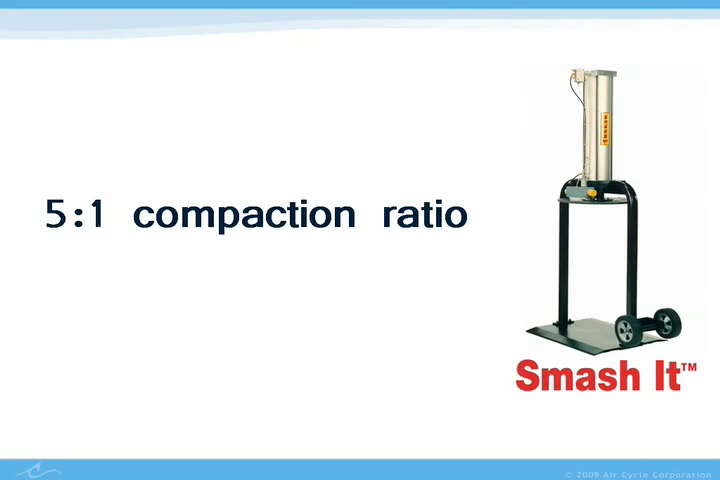 5:1 compaction ratio
Smash It™
© 2009 Air Cycle Corporation